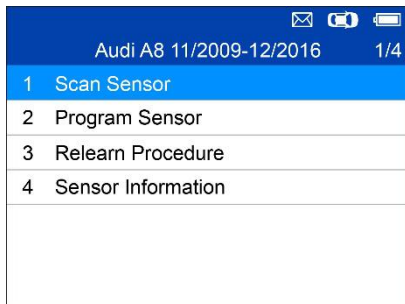 Audi A8 11/2009-12/2016 1/4
1 Scan Sensor
2 Program Sensor
3 Relearn Procedure
4 Sensor Information